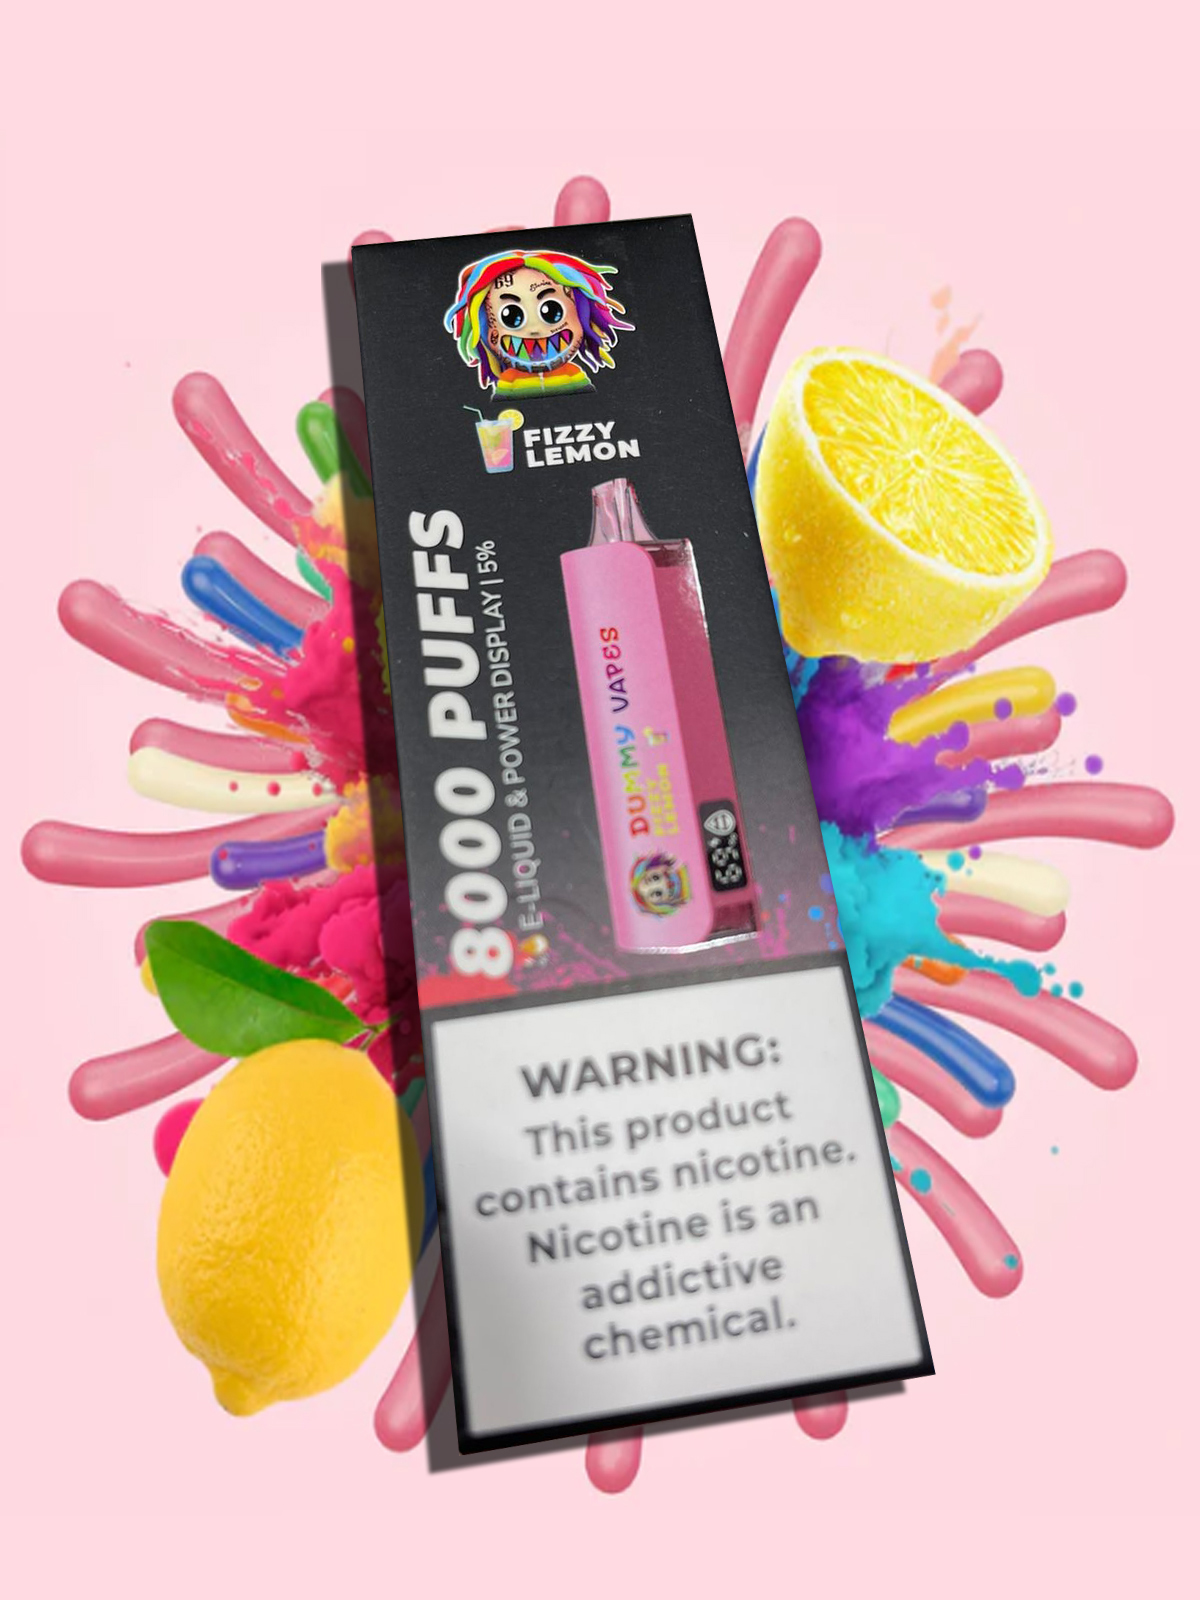 69
FIZZY
LEMON
8000 PUFFS
E-LIQUID & POWER DISPLAY | 5%
DUMMY VAPES
FIZZY
LEMON
69%
WARNING:
This product
contains nicotine.
Nicotine is an
addictive
chemical.